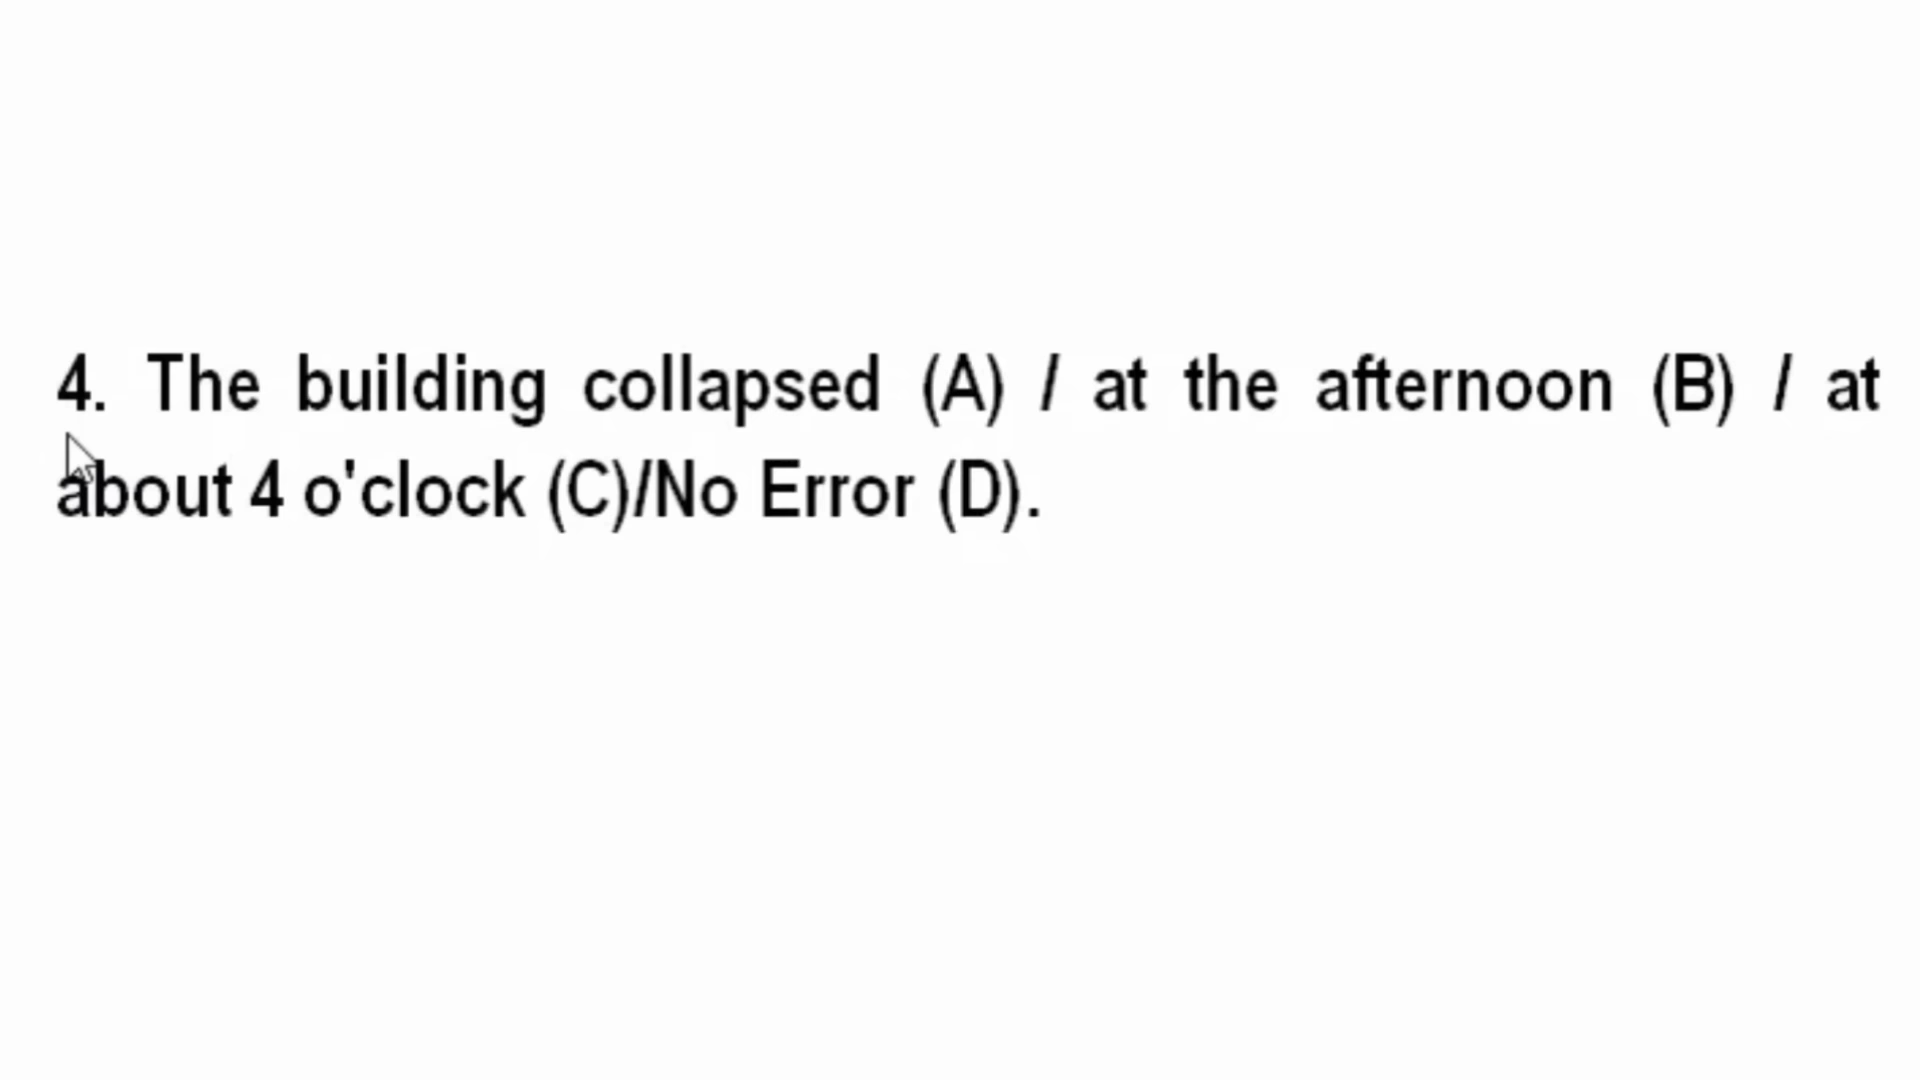 4. The building collapsed (A) / at the afternoon (B) / at
about 4 o'clock (C)/No Error (D).